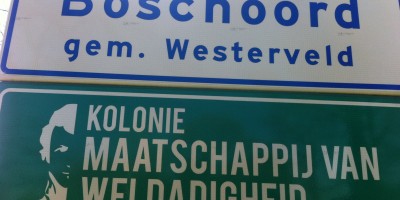 Boschoord
gem. Westerveld
KOLONIE
MAATSCHAPPIJ VAN
WELDADIGHEID